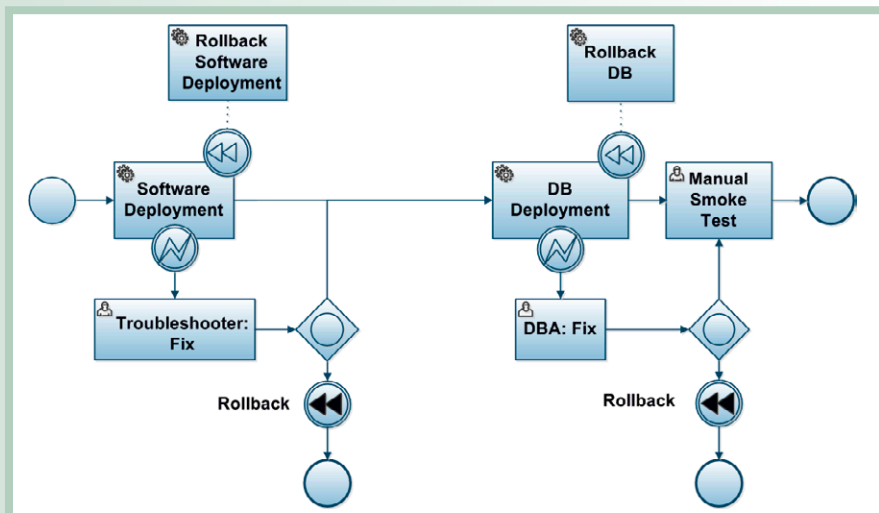 Rollback
Software
Deployment
Rollback
DB
Software
Deployment
DB
Deployment
Manual
Smoke
Test
Troubleshooter:
Fix
DBA: Fix
Rollback
Rollback